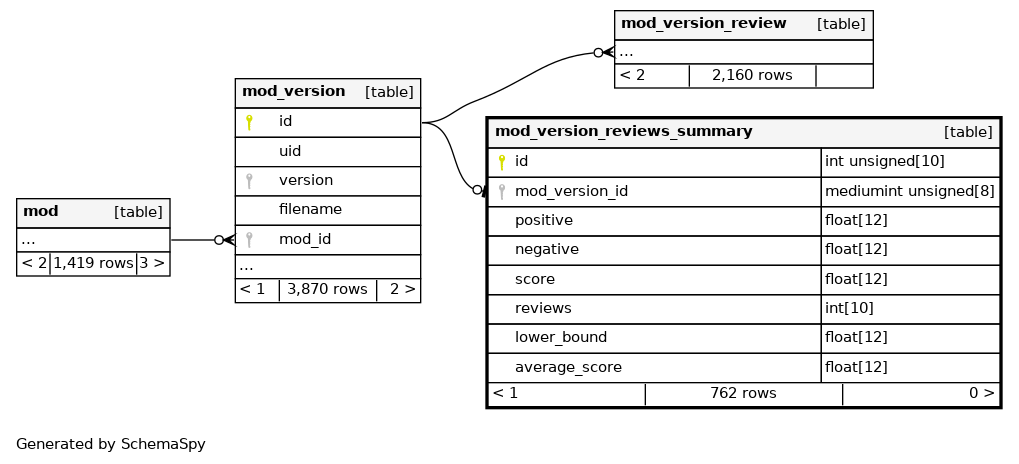 mod_version_review [table]
...
< 2 2,160 rows
mod_version [table]
id
uid
version
filename
mod_id
...
< 1 3,870 rows 2 >
mod_version_reviews_summary [table]
id int unsigned[10]
mod_version_id mediumint unsigned[8]
positive float[12]
negative float[12]
score float[12]
reviews int[10]
lower_bound float[12]
average_score float[12]
< 1 762 rows 0 >
mod [table]
...
< 2 1,419 rows 3 >
Generated by SchemaSpy